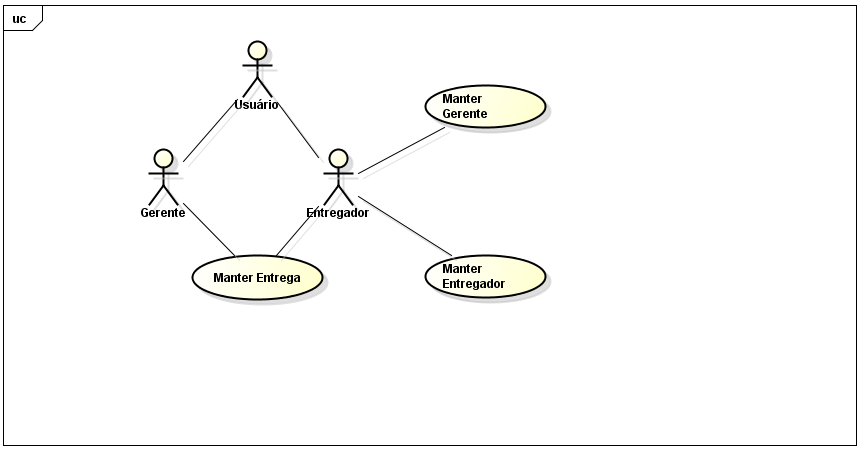 uc
Usuário
Manter
Gerente
Gerente
Entregador
Manter Entrega
Manter
Entregador